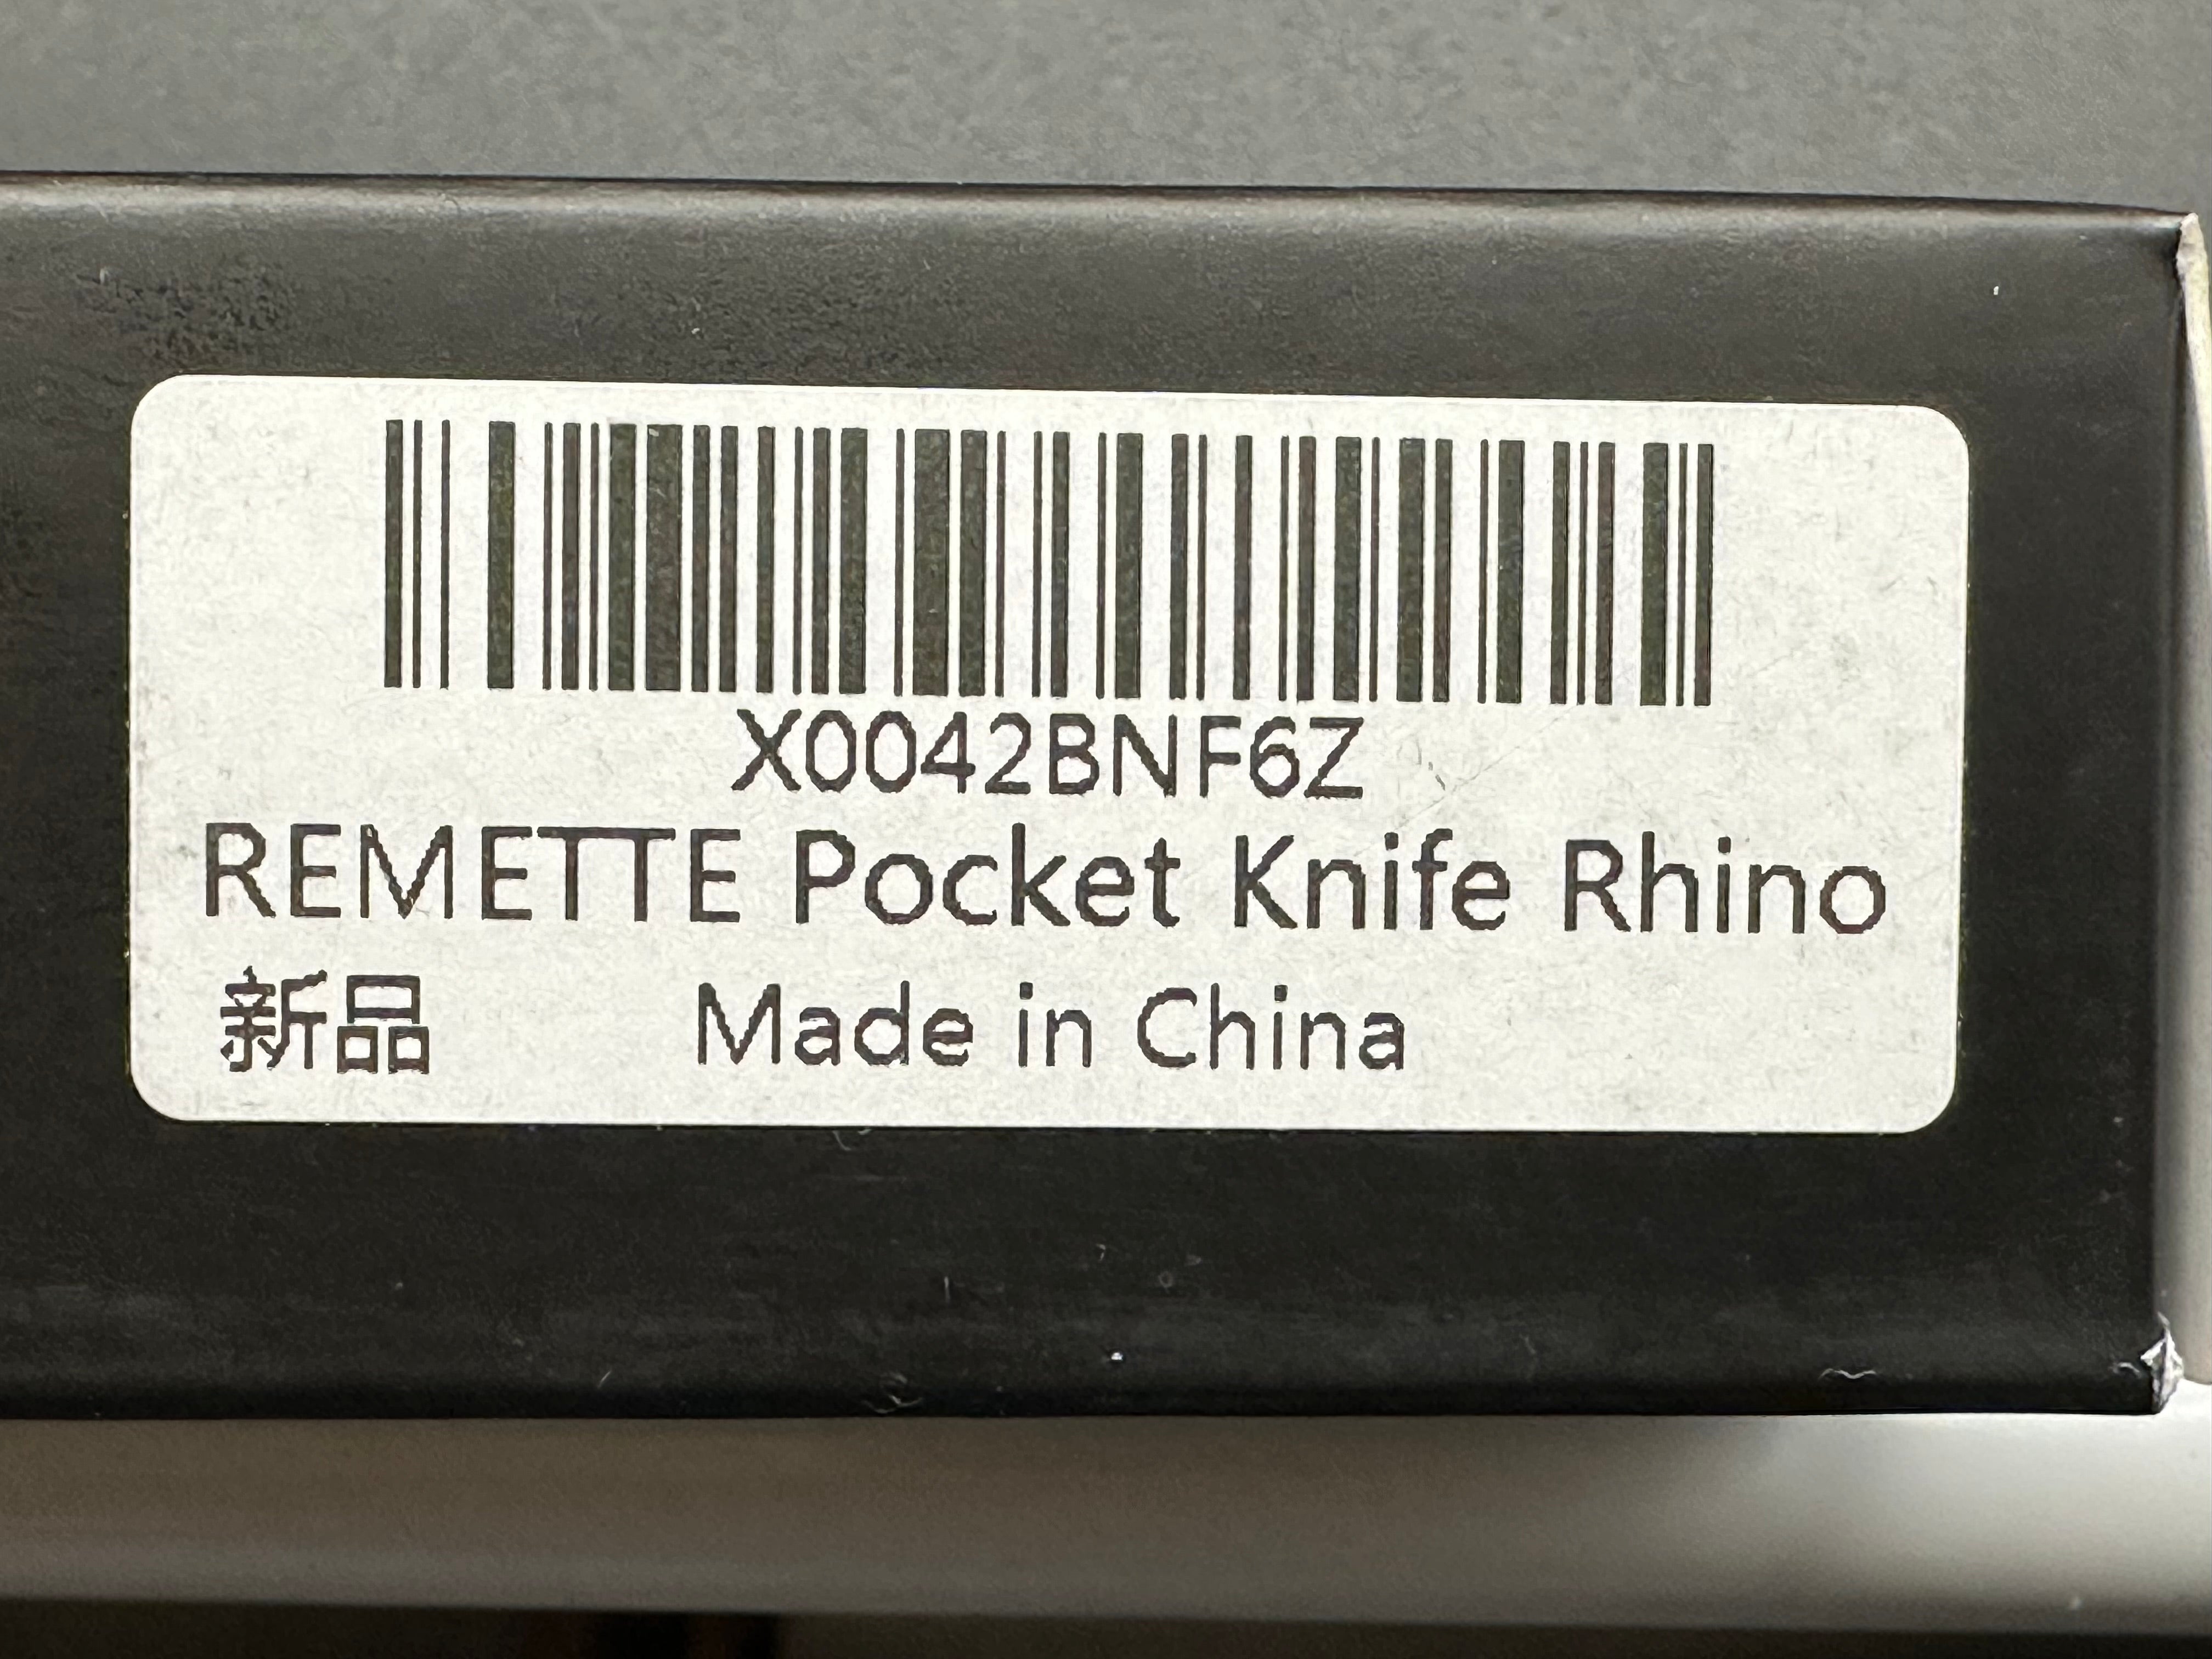 X0042BNF6Z
REMETTE Pocket Knife Rhino
新品 Made in China